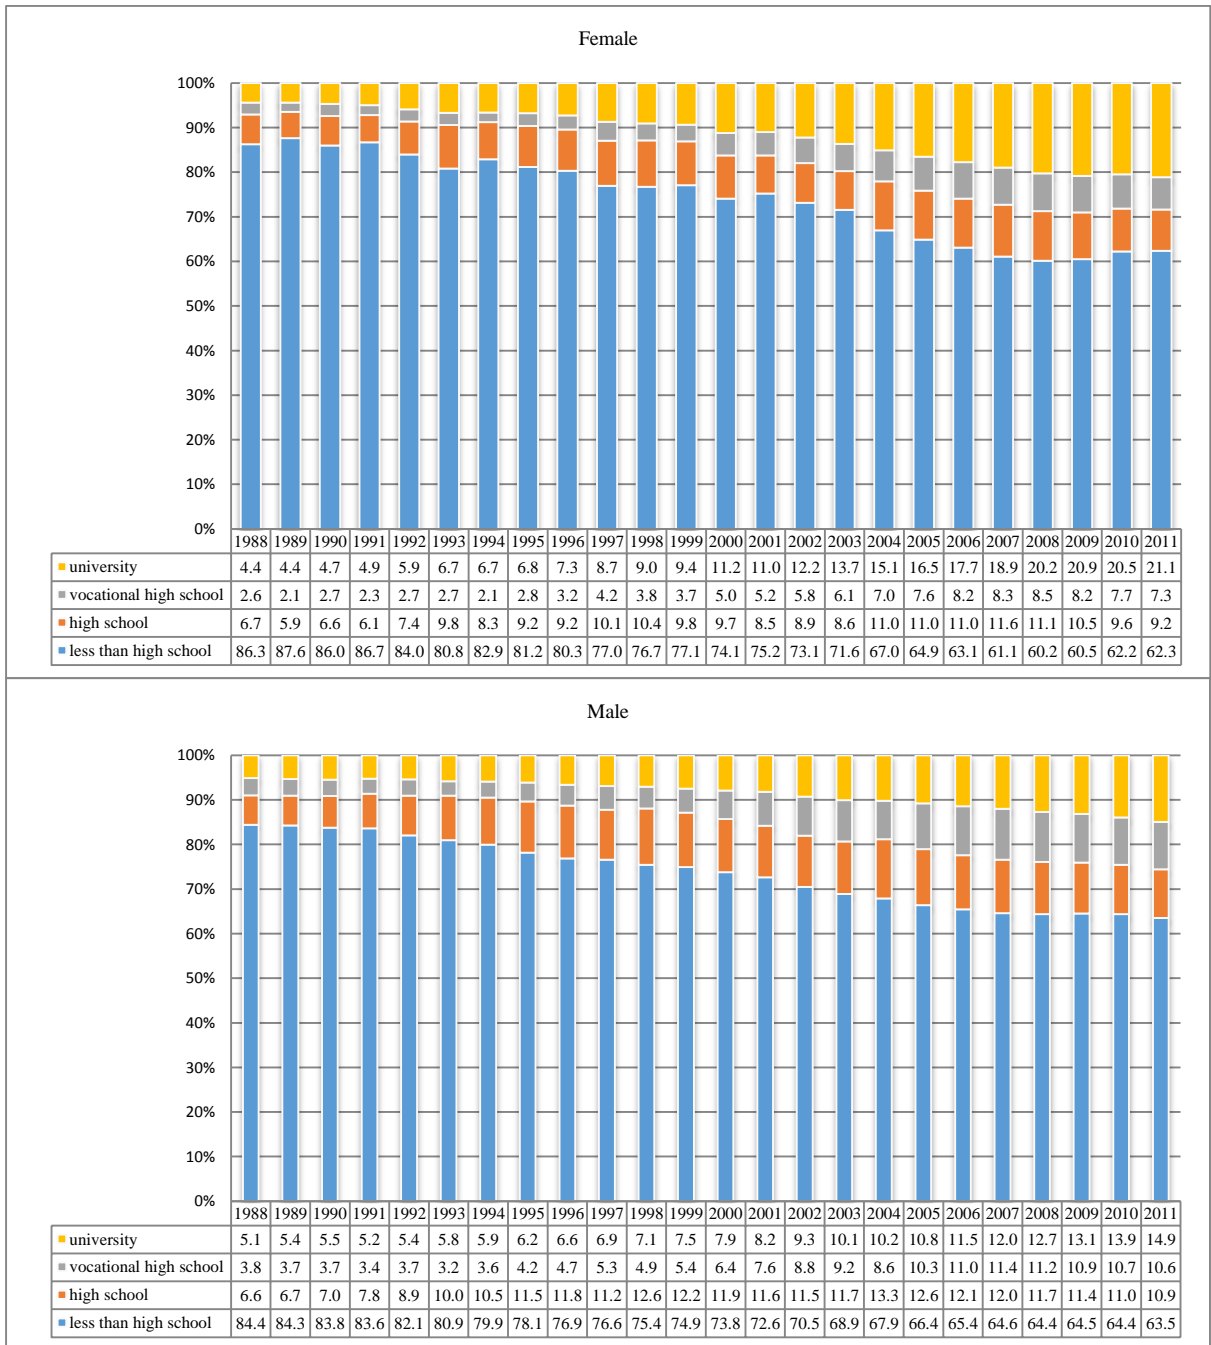 Female
100%
90%
80%
70%
60%
50%
40%
30%
20%
10%
0%
1988 1989 1990 1991 1992 1993 1994 1995 1996 1997 1998 1999 2000 2001 2002 2003 2004 2005 2006 2007 2008 2009 2010 2011
university 4.4 4.4 4.7 4.9 5.9 6.7 6.7 6.8 7.3 8.7 9.0 9.4 11.2 11.0 12.2 13.7 15.1 16.5 17.7 18.9 20.2 20.9 20.5 21.1
vocational high school 2.6 2.1 2.7 2.3 2.7 2.7 2.1 2.8 3.2 4.2 3.8 3.7 5.0 5.2 5.8 6.1 7.0 7.6 8.2 8.3 8.5 8.2 7.7 7.3
high school 6.7 5.9 6.6 6.1 7.4 9.8 8.3 9.2 9.2 10.1 10.4 9.8 9.7 8.5 8.9 8.6 11.0 11.0 11.0 11.6 11.1 10.5 9.6 9.2
less than high school 86.3 87.6 86.0 86.7 84.0 80.8 82.9 81.2 80.3 77.0 76.7 77.1 74.1 75.2 73.1 71.6 67.0 64.9 63.1 61.1 60.2 60.5 62.2 62.3
Male
100%
90%
80%
70%
60%
50%
40%
30%
20%
10%
0%
1988 1989 1990 1991 1992 1993 1994 1995 1996 1997 1998 1999 2000 2001 2002 2003 2004 2005 2006 2007 2008 2009 2010 2011
university 5.1 5.4 5.5 5.2 5.4 5.8 5.9 6.2 6.6 6.9 7.1 7.5 7.9 8.2 9.3 10.1 10.2 10.8 11.5 12.0 12.7 13.1 13.9 14.9
vocational high school 3.8 3.7 3.7 3.4 3.7 3.2 3.6 4.2 4.7 5.3 4.9 5.4 6.4 7.6 8.8 9.2 8.6 10.3 11.0 11.4 11.2 10.9 10.7 10.6
high school 6.6 6.7 7.0 7.8 8.9 10.0 10.5 11.5 11.8 11.2 12.6 12.2 11.9 11.6 11.5 11.7 13.3 12.6 12.1 12.0 11.7 11.4 11.0 10.9
less than high school 84.4 84.3 83.8 83.6 82.1 80.9 79.9 78.1 76.9 76.6 75.4 74.9 73.8 72.6 70.5 68.9 67.9 66.4 65.4 64.6 64.4 64.5 64.4 63.5